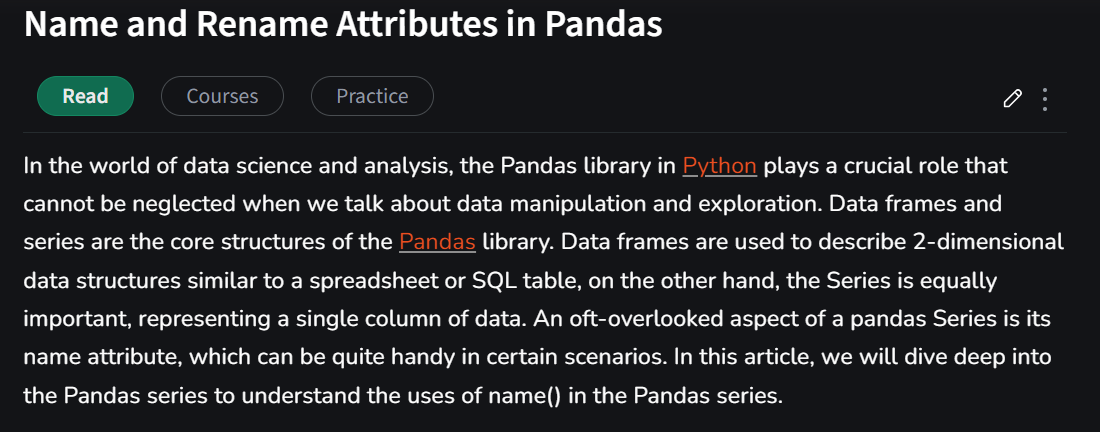 Name and Rename Attributes in Pandas
Read
Courses
Practice
In the world of data science and analysis, the Pandas library in Python plays a crucial role that
cannot be neglected when we talk about data manipulation and exploration. Data frames and
series are the core structures of the Pandas library. Data frames are used to describe 2-dimensional
data structures similar to a spreadsheet or SQL table, on the other hand, the Series is equally
important, representing a single column of data. An oft-overlooked aspect of a pandas Series is its
name attribute, which can be quite handy in certain scenarios. In this article, we will dive deep into
the Pandas series to understand the uses of name() in the Pandas series.